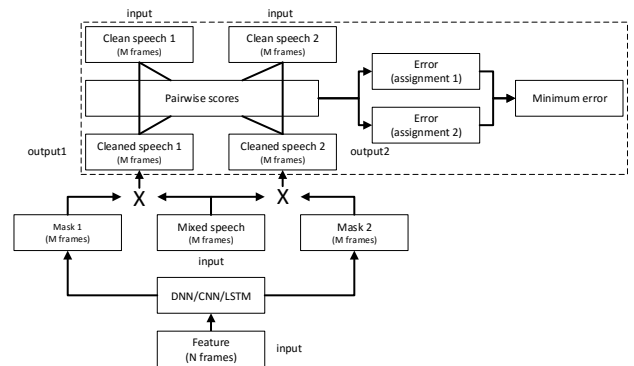 input
input
Clean speech 1
(M frames)
Clean speech 2
(M frames)
Pairwise scores
Error
(assignment 1)
Error
(assignment 2)
Minimum error
output1
Cleaned speech 1
(M frames)
Cleaned speech 2
(M frames)
output2
X
X
Mask 1
(M frames)
Mixed speech
(M frames)
Mask 2
(M frames)
input
DNN/CNN/LSTM
Feature
(N frames)
input